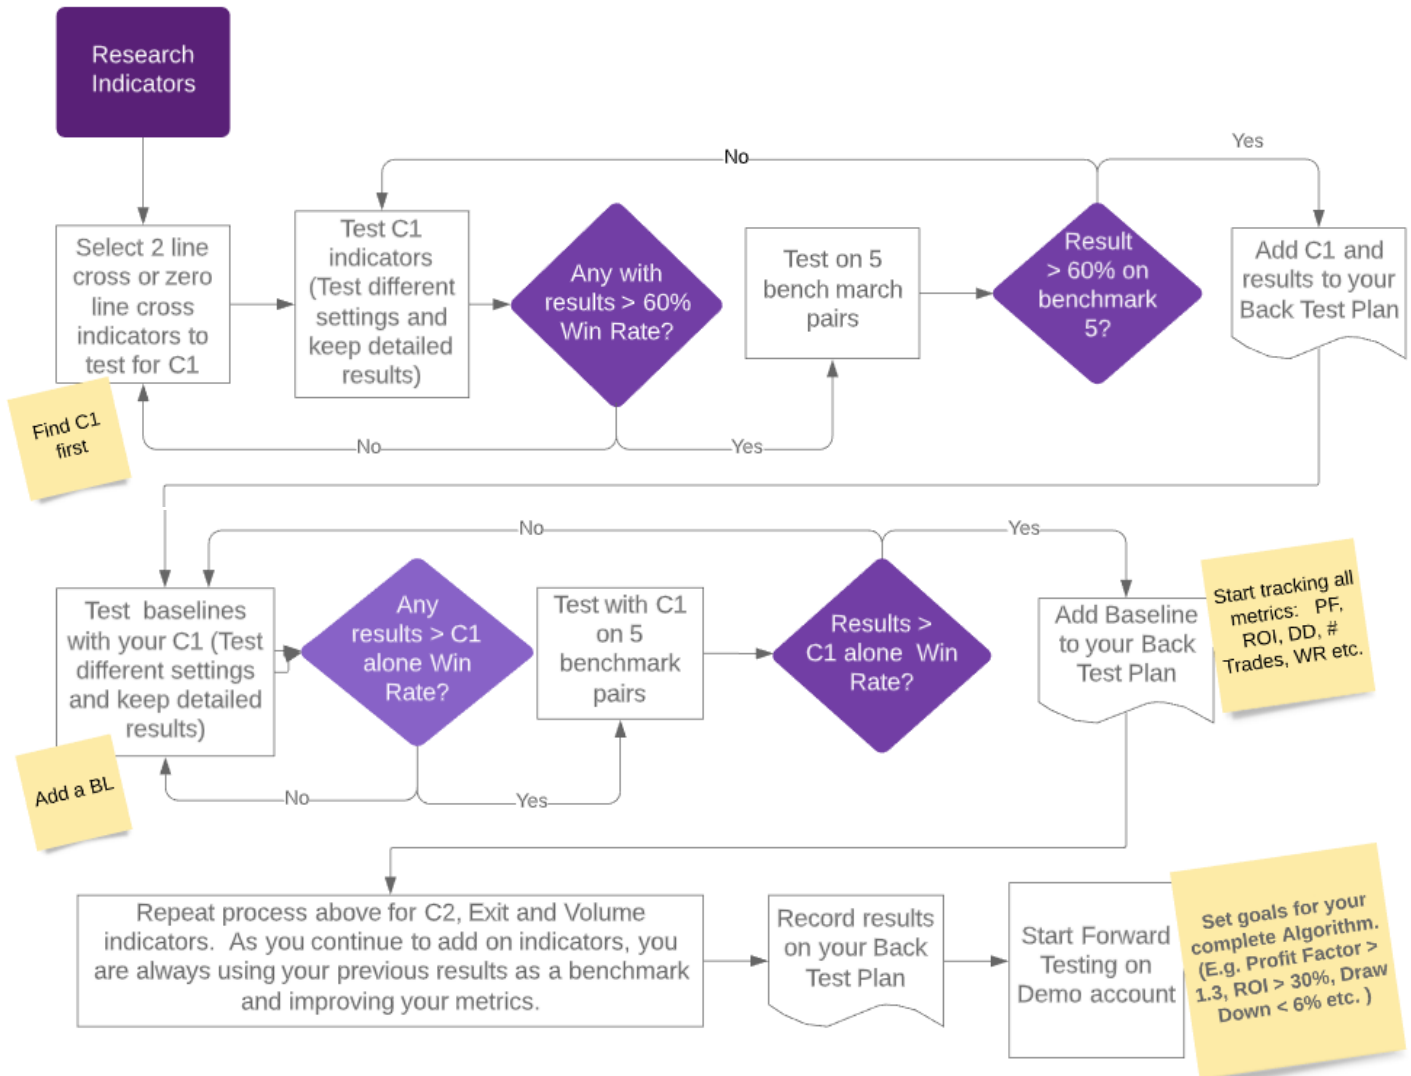 Research
Indicators
No
Yes
Select 2 line
cross or zero
line cross
indicators to
test for C1
Test C1
indicators
(Test different
settings and
keep detailed
results)
Any with
results > 60%
Win Rate?
Test on 5
bench march
pairs
Result
> 60% on
benchmark
5?
Add C1 and
results to your
Back Test Plan
Find C1
first
No
Yes
No
Yes
Test baselines
with your C1 (Test
different settings
and keep detailed
results)
Any
results > C1
alone Win
Rate?
Test with C1
on 5
benchmark
pairs
Results >
C1 alone Win
Rate?
Add Baseline
to your Back
Test Plan
Start tracking all
metrics: PF,
ROI, DD, #
Trades, WR etc.
Add a BL
No
Yes
Repeat process above for C2, Exit and Volume
indicators. As you continue to add on indicators, you
are always using your previous results as a benchmark
and improving your metrics.
Record results
on your Back
Test Plan
Start Forward
Testing on
Demo account
Set goals for your
complete Algorithm.
(E.g. Profit Factor >
1.3, ROI > 30%, Draw
Down < 6% etc. )